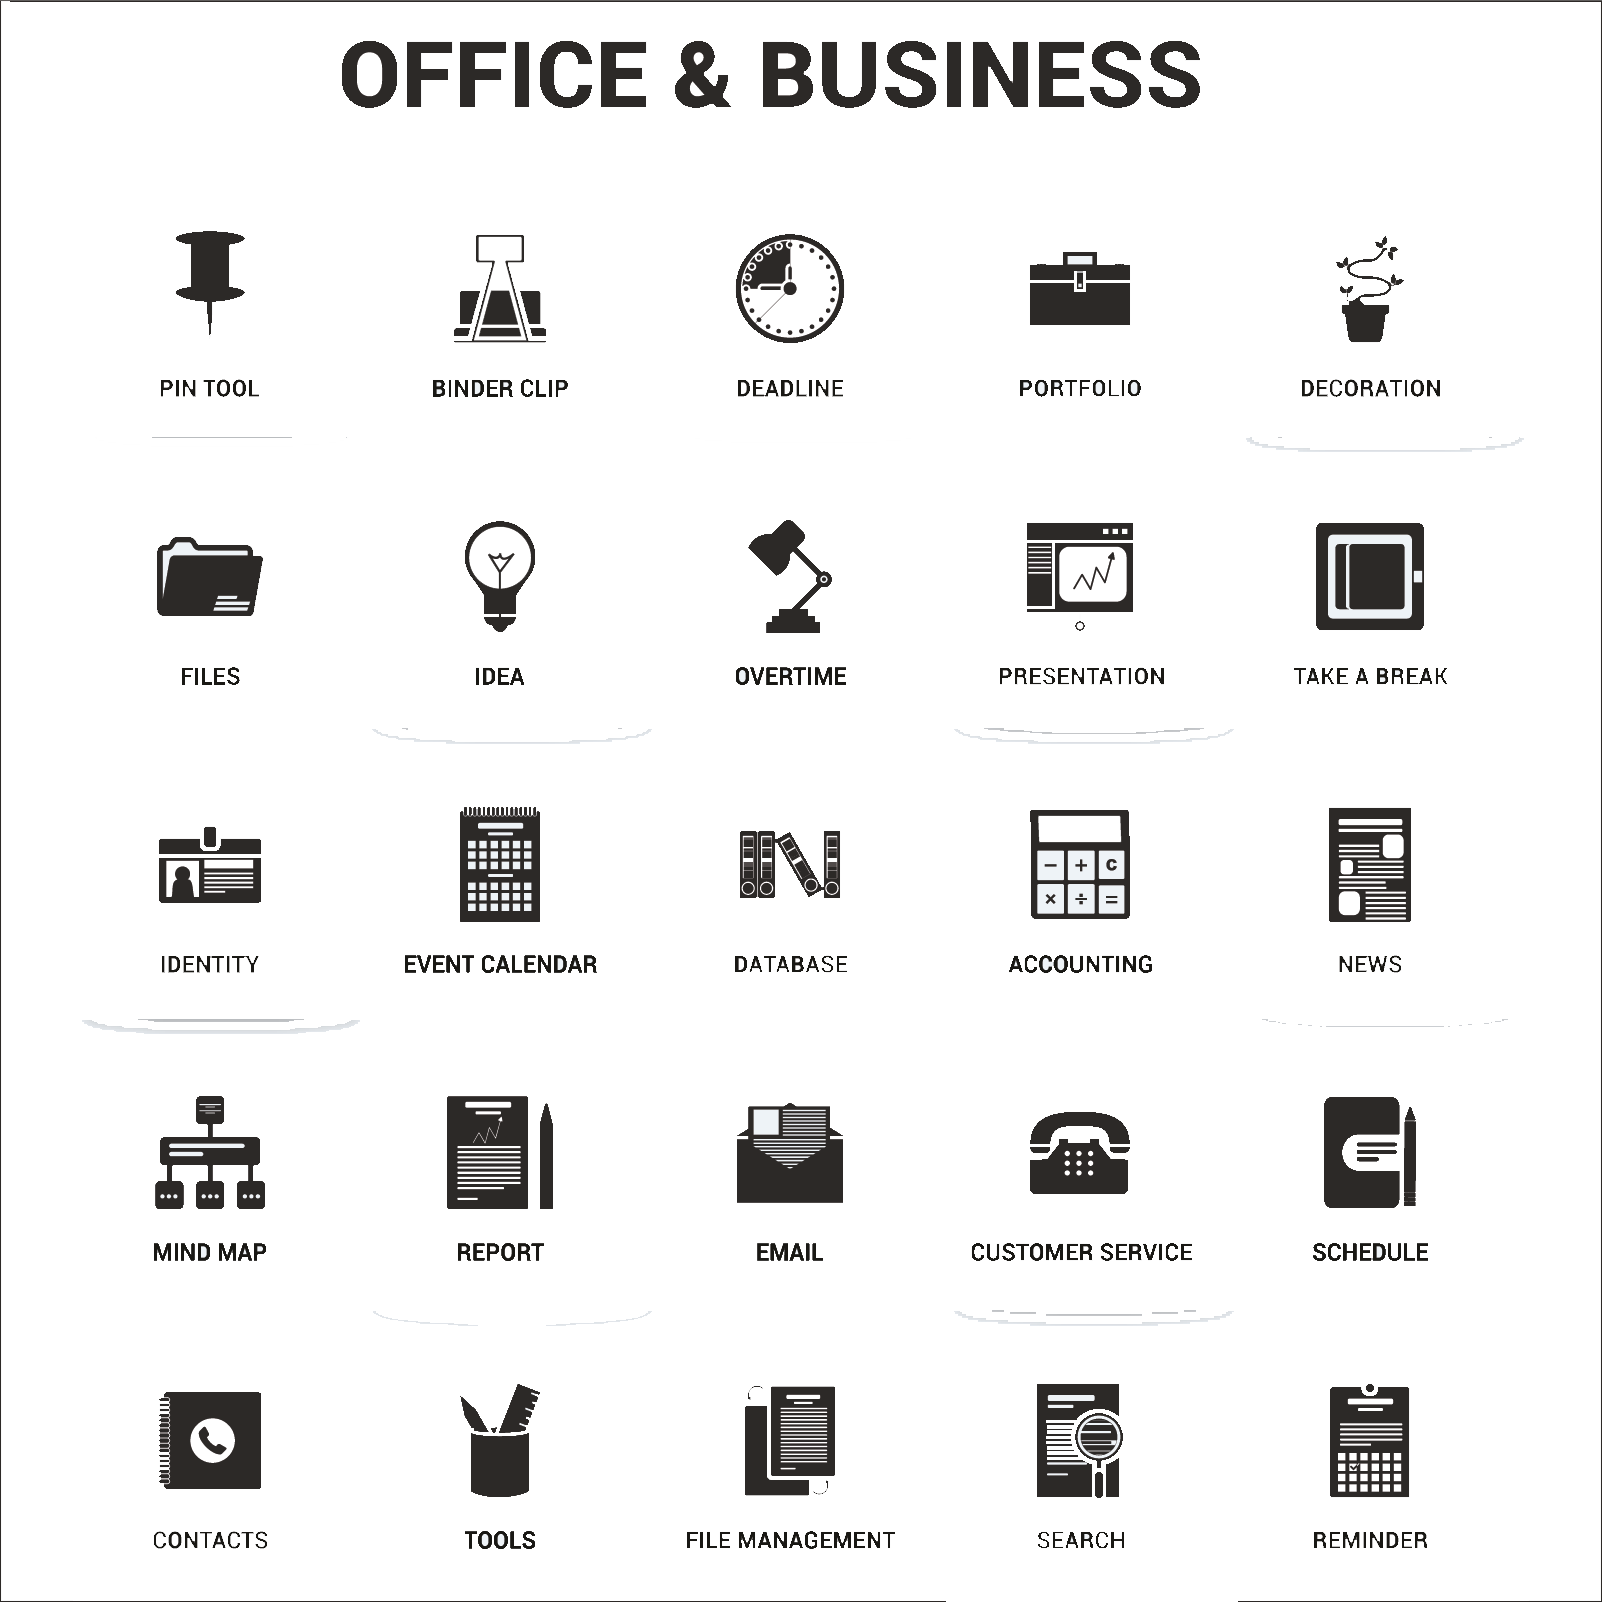 OFFICE & BUSINESS
PIN TOOL
BINDER CLIP
DEADLINE
PORTFOLIO
DECORATION
FILES
IDEA
OVERTIME
PRESENTATION
TAKE A BREAK
IDENTITY
EVENT CALENDAR
DATABASE
− + C
× ÷ =
ACCOUNTING
NEWS
MIND MAP
REPORT
EMAIL
CUSTOMER SERVICE
SCHEDULE
CONTACTS
TOOLS
FILE MANAGEMENT
SEARCH
REMINDER